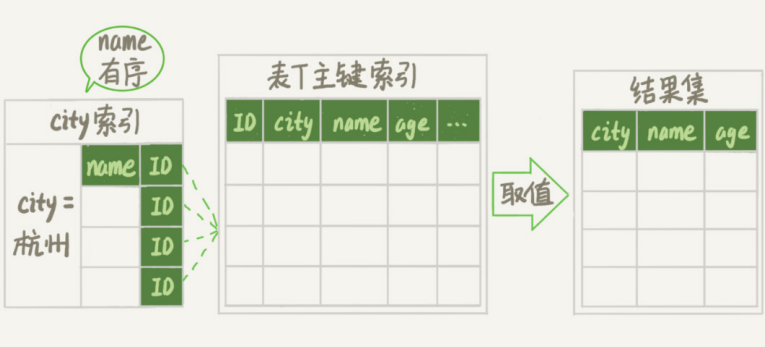 name
有序
city索引
name ID
city=
杭州
ID
ID
ID
表T主键索引
ID city name age ...
取值
结果集
city name age